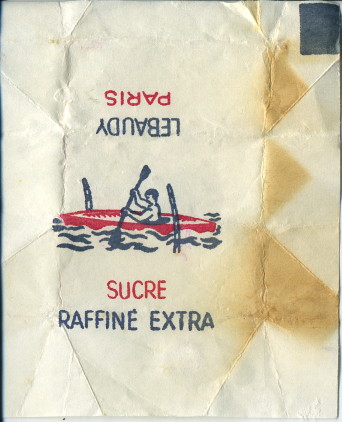 LEBAUDY
PARIS
SUCRE
RAFFINÉ EXTRA